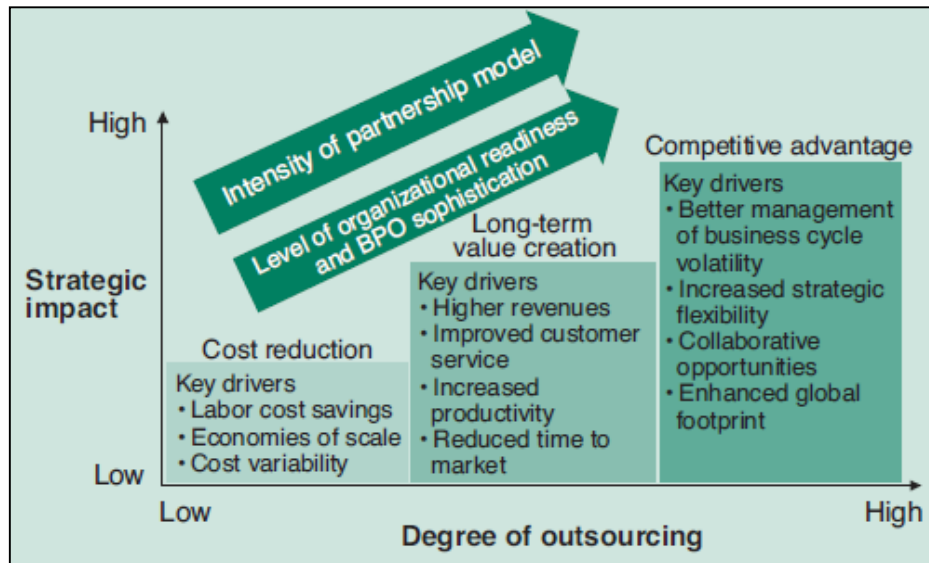 Intensity of partnership model
Level of organizational readiness
and BPO sophistication
High
Strategic
impact
Low
Cost reduction
Key drivers
• Labor cost savings
• Economies of scale
• Cost variability
Long-term
value creation
Key drivers
• Higher revenues
• Improved customer
service
• Increased
productivity
• Reduced time to
market
Competitive advantage
Key drivers
• Better management
of business cycle
volatility
• Increased strategic
flexibility
• Collaborative
opportunities
• Enhanced global
footprint
Low
High
Degree of outsourcing